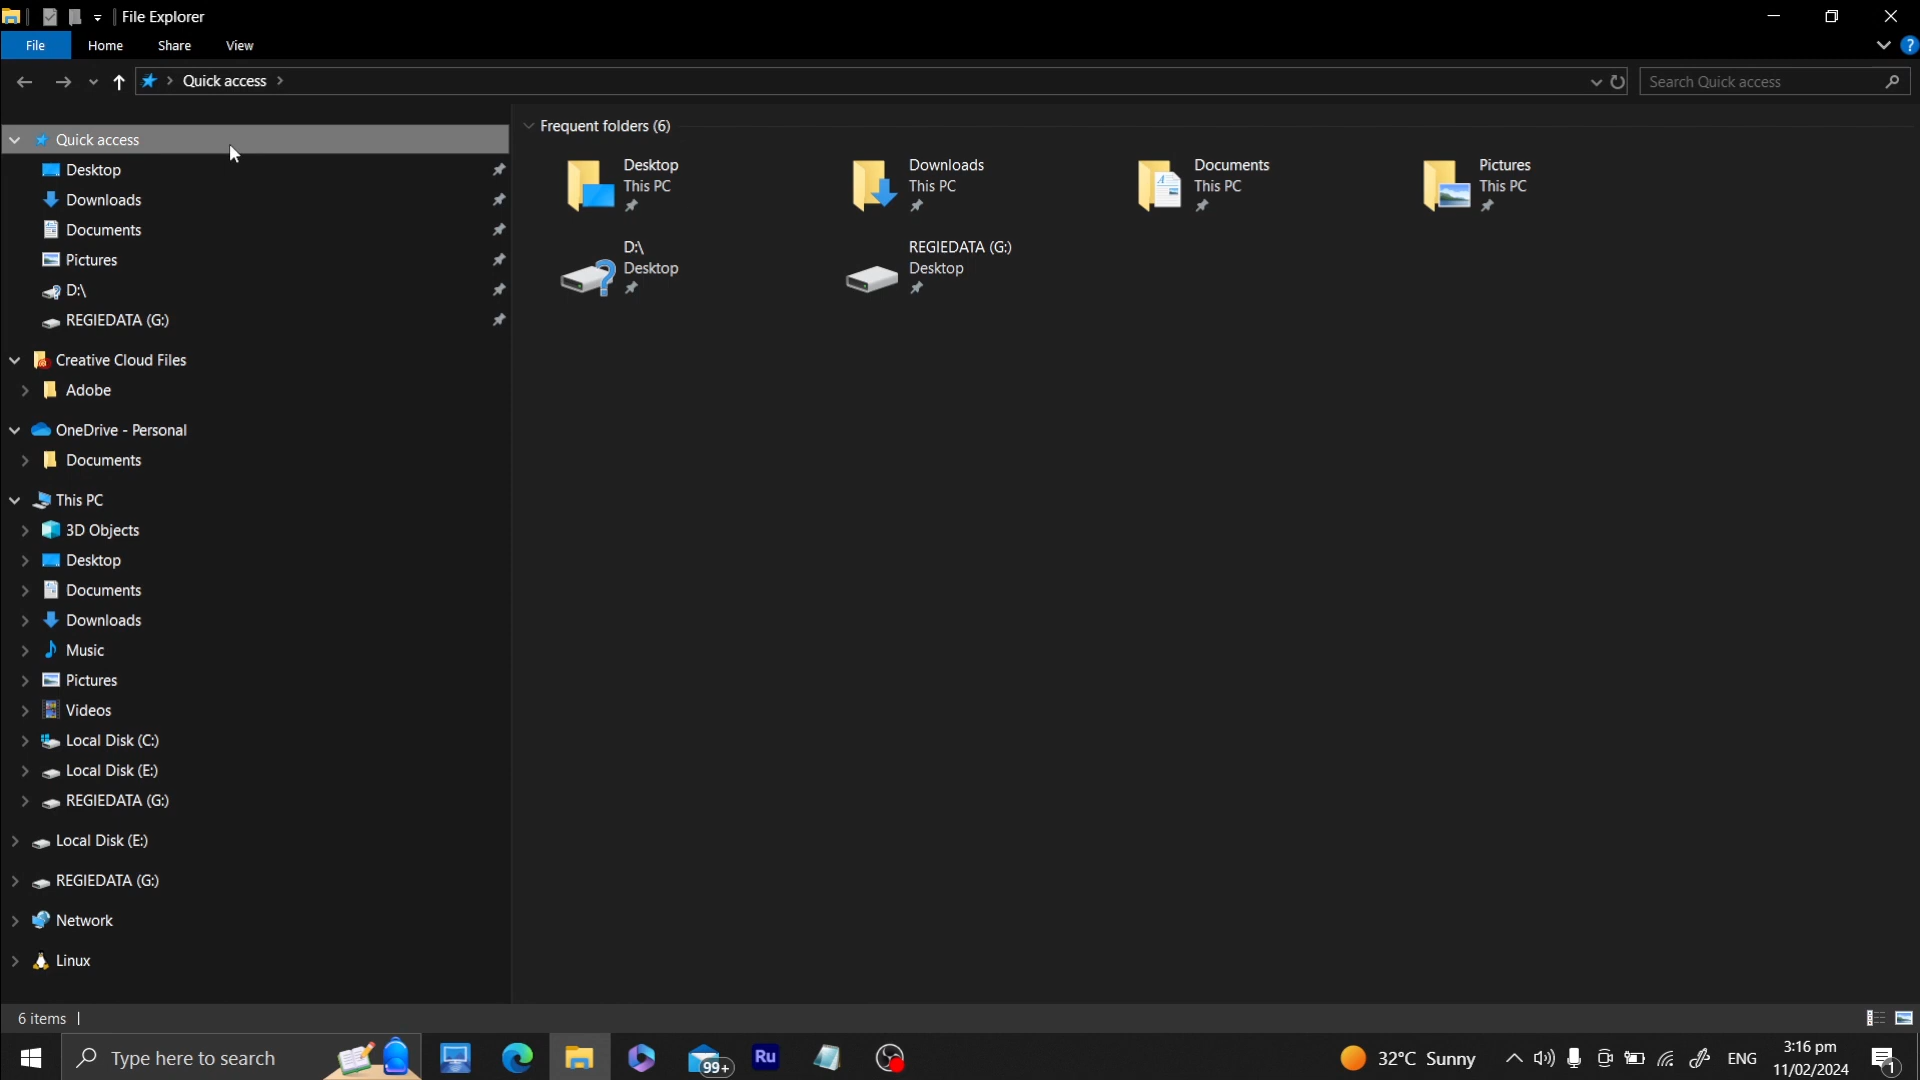 File Explorer
File Home Share View
Quick access
Search Quick access
Quick access
Desktop
Downloads
Documents
Pictures
D:\
REGIEDATA (G:)
Creative Cloud Files
Adobe
OneDrive - Personal
Documents
This PC
3D Objects
Desktop
Documents
Downloads
Music
Pictures
Videos
Local Disk (C:)
Local Disk (E:)
REGIEDATA (G:)
Local Disk (E:)
REGIEDATA (G:)
Network
Linux
Frequent folders (6)
Desktop
This PC
Downloads
This PC
Documents
This PC
Pictures
This PC
D:\
Desktop
REGIEDATA (G:)
Desktop
6 items
Type here to search
99+
Ru
32°C Sunny
ENG
3:16 pm
11/02/2024
1